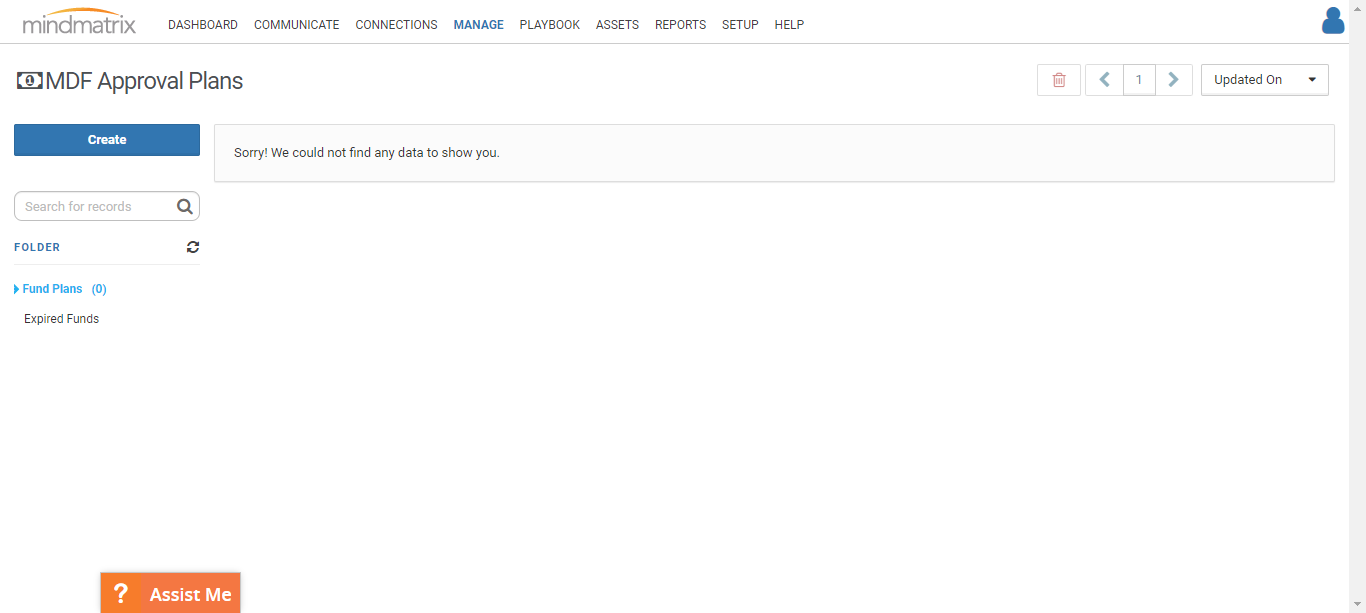 mindmatrix
DASHBOARD COMMUNICATE CONNECTIONS MANAGE PLAYBOOK ASSETS REPORTS SETUP HELP
MDF Approval Plans
1
Updated On
Create
Sorry! We could not find any data to show you.
Search for records
FOLDER
Fund Plans (0)
Expired Funds
? Assist Me